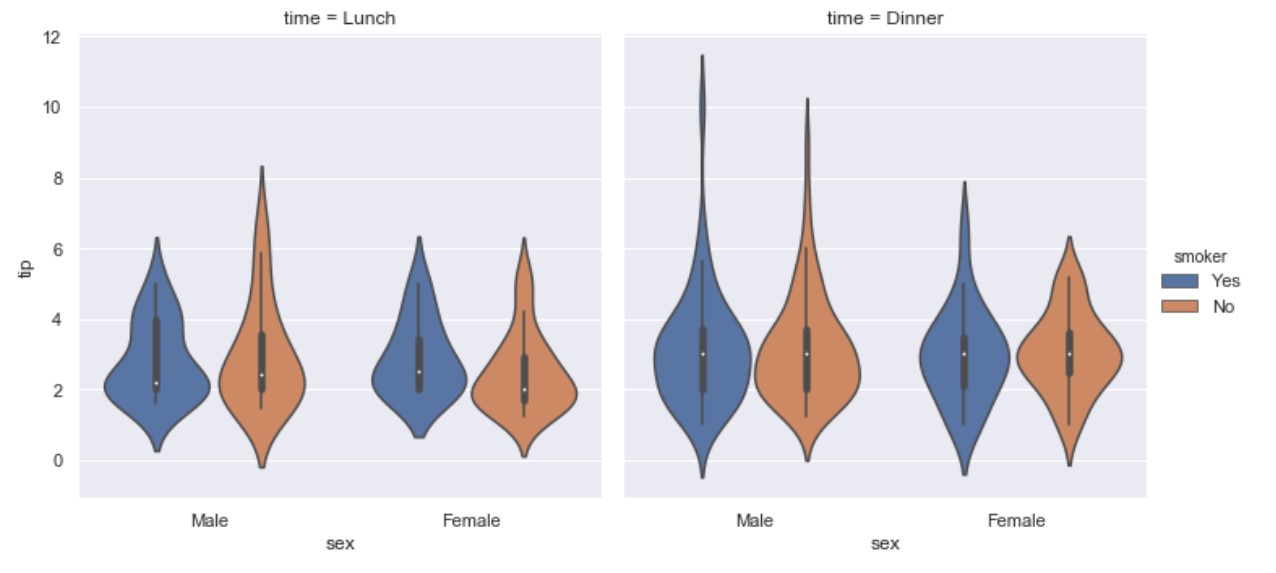 time = Lunch
time = Dinner
12
10
8
6
4
2
0
tip
Male
Female
sex
Male
Female
sex
smoker
Yes
No